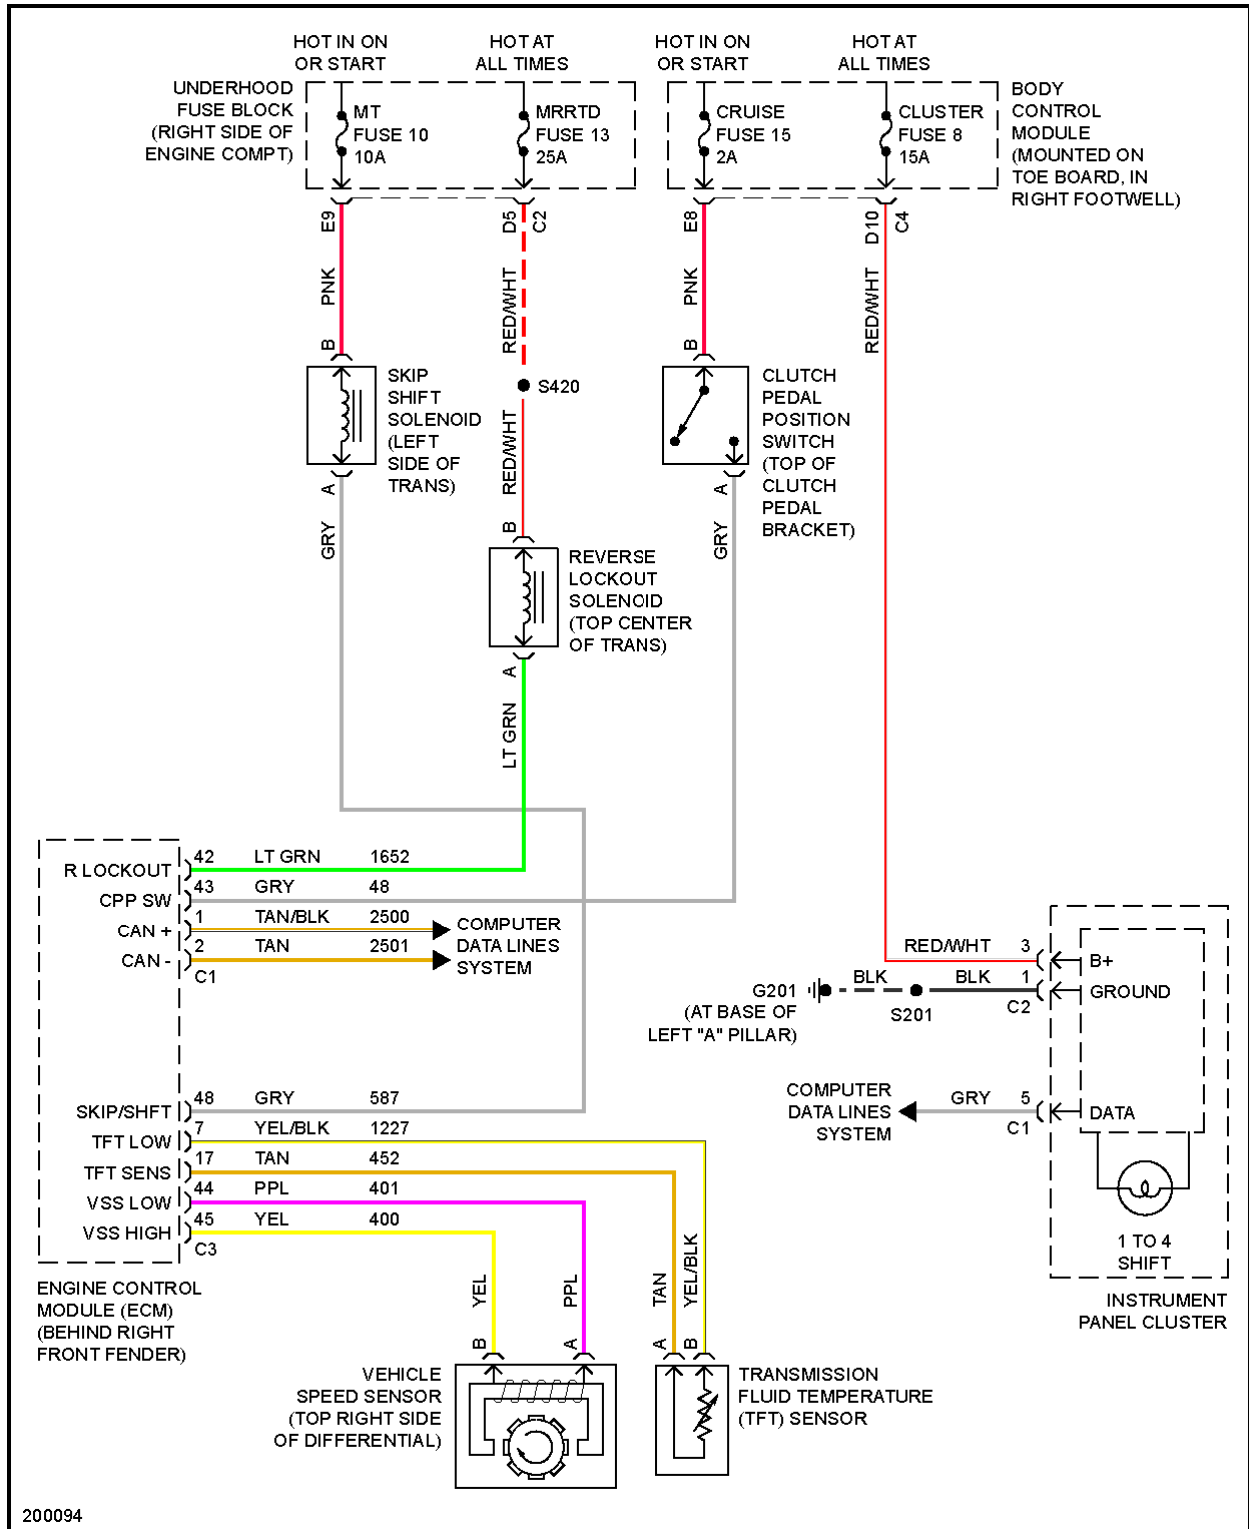 HOT IN ON
OR START
HOT AT
ALL TIMES
HOT IN ON
OR START
HOT AT
ALL TIMES
UNDERHOOD
FUSE BLOCK
(RIGHT SIDE OF
ENGINE COMPT)
MT
FUSE 10
10A
MRRTD
FUSE 13
25A
CRUISE
FUSE 15
2A
CLUSTER
FUSE 8
15A
BODY
CONTROL
MODULE
(MOUNTED ON
TOE BOARD, IN
RIGHT FOOTWELL)
E9
D5
C2
E8
D10
C4
PNK
RED/WHT
PNK
RED/WHT
B
B
S420
SKIP
SHIFT
SOLENOID
(LEFT
SIDE OF
TRANS)
CLUTCH
PEDAL
POSITION
SWITCH
(TOP OF
CLUTCH
PEDAL
BRACKET)
RED/WHT
A
A
GRY
B
GRY
REVERSE
LOCKOUT
SOLENOID
(TOP CENTER
OF TRANS)
A
LT GRN
R LOCKOUT
42 LT GRN 1652
CPP SW
43 GRY 48
CAN +
1 TAN/BLK 2500
CAN -
2 TAN 2501
C1
COMPUTER
DATA LINES
SYSTEM
RED/WHT 3
B+
BLK
BLK 1
GROUND
G201
(AT BASE OF
LEFT "A" PILLAR)
S201
C2
COMPUTER
DATA LINES
SYSTEM
GRY 5
DATA
C1
1 TO 4
SHIFT
INSTRUMENT
PANEL CLUSTER
SKIP/SHFT
48 GRY 587
TFT LOW
7 YEL/BLK 1227
TFT SENS
17 TAN 452
VSS LOW
44 PPL 401
VSS HIGH
45 YEL 400
C3
ENGINE CONTROL
MODULE (ECM)
(BEHIND RIGHT
FRONT FENDER)
YEL
PPL
TAN
YEL/BLK
B
A
A
B
VEHICLE
SPEED SENSOR
(TOP RIGHT SIDE
OF DIFFERENTIAL)
TRANSMISSION
FLUID TEMPERATURE
(TFT) SENSOR
200094